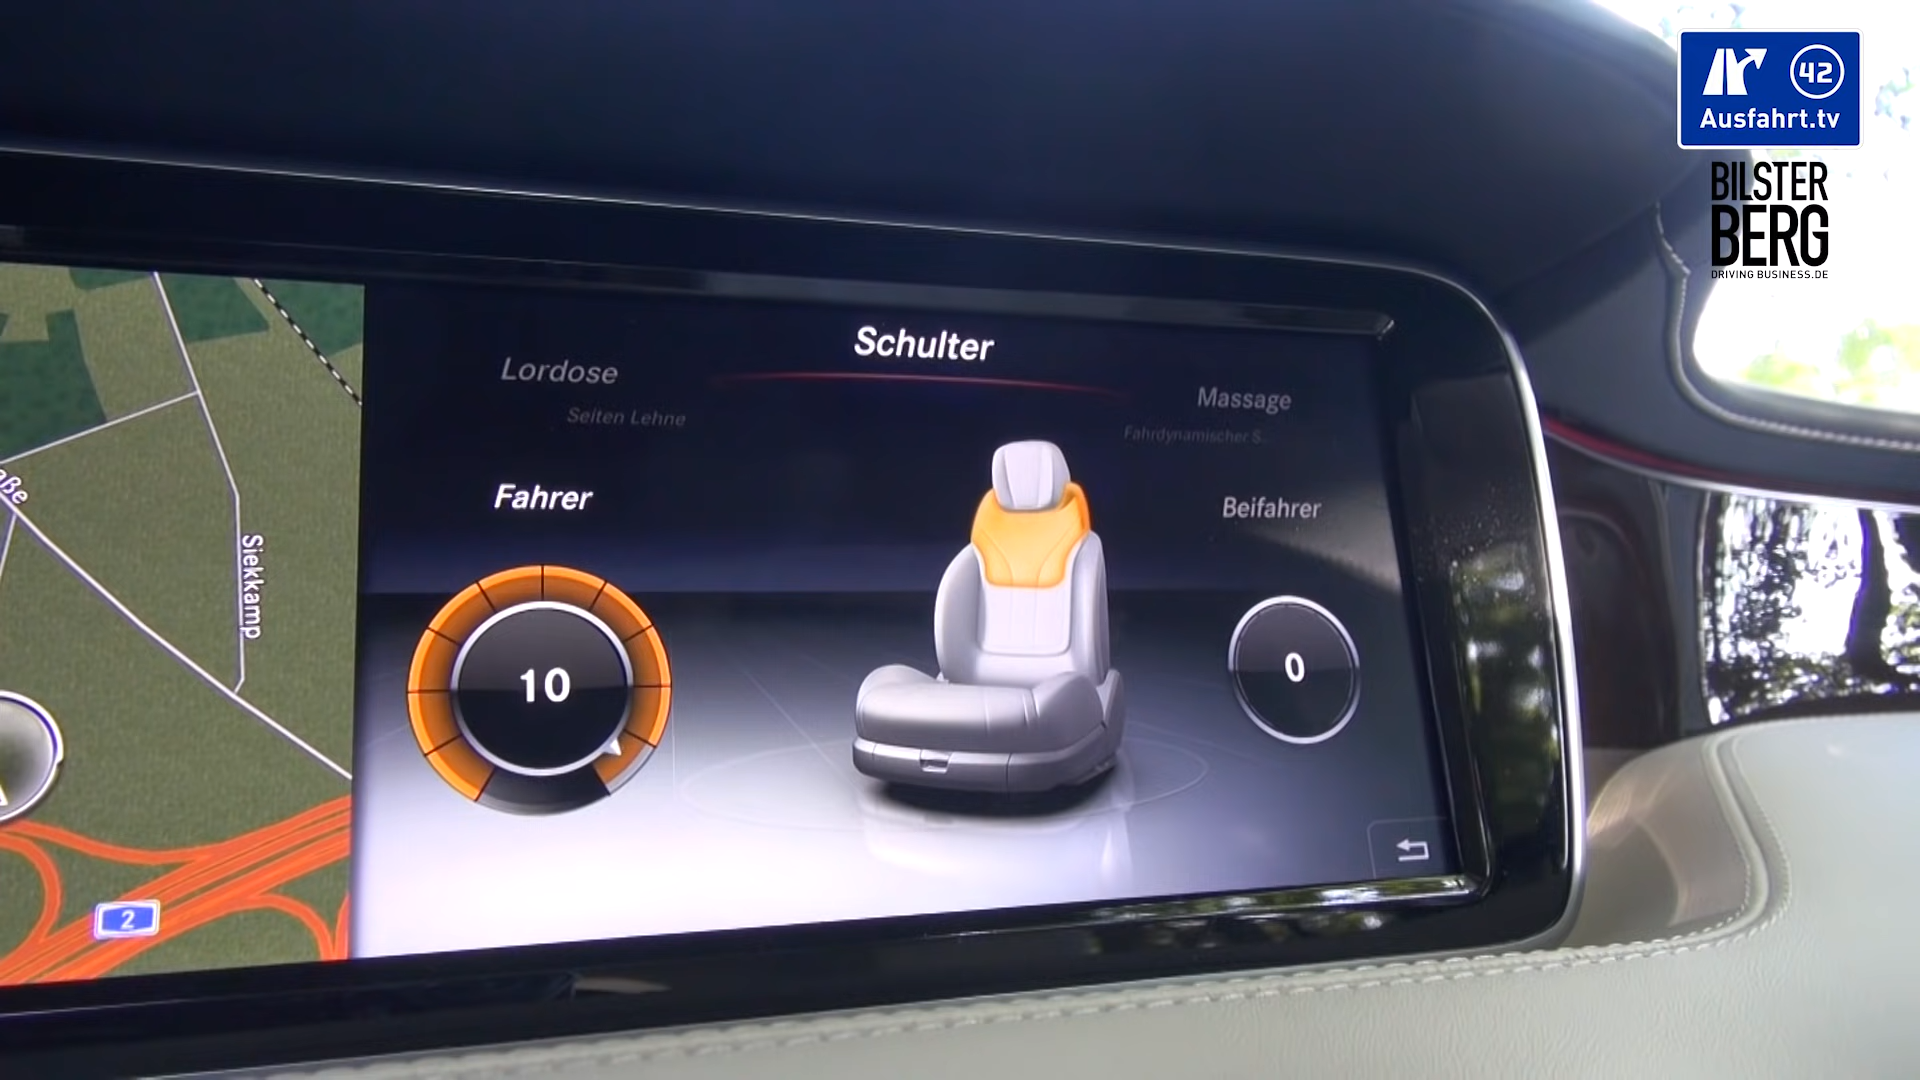 42
Ausfahrt.tv
BILSTER
BERG
DRIVING BUSINESS.DE
Schulter
Lordose
Massage
Seiten Lehne
Fahrdynamischer S.
Fahrer
Beifahrer
10
0
Siekkamp
2